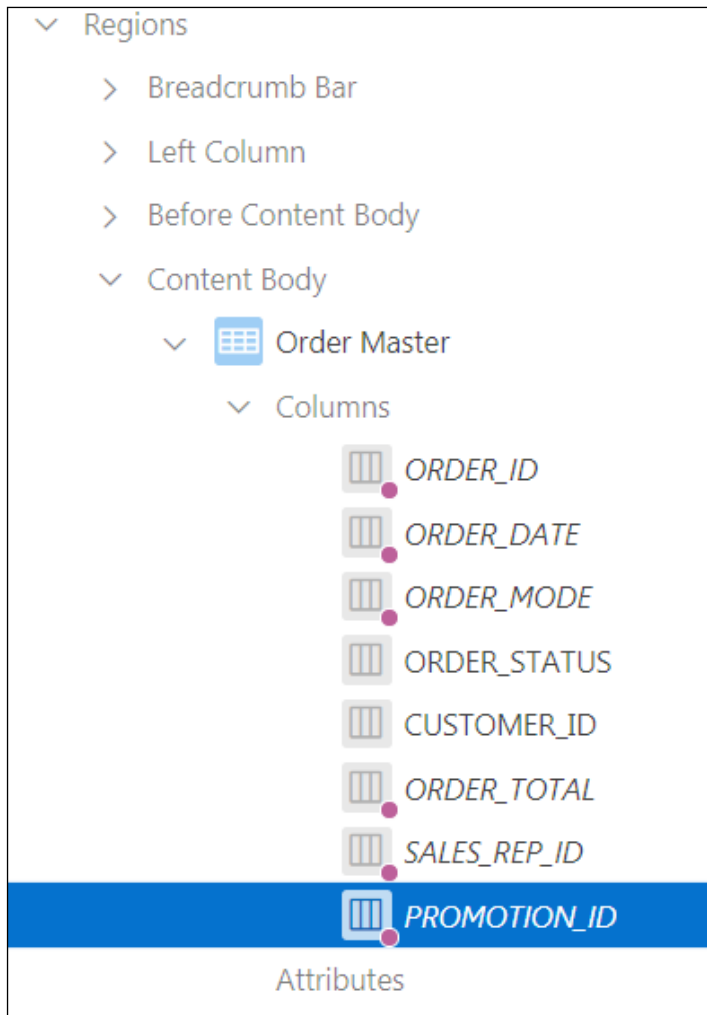 Regions
Breadcrumb Bar
Left Column
Before Content Body
Content Body
Order Master
Columns
ORDER_ID
ORDER_DATE
ORDER_MODE
ORDER_STATUS
CUSTOMER_ID
ORDER_TOTAL
SALES_REP_ID
PROMOTION_ID
Attributes